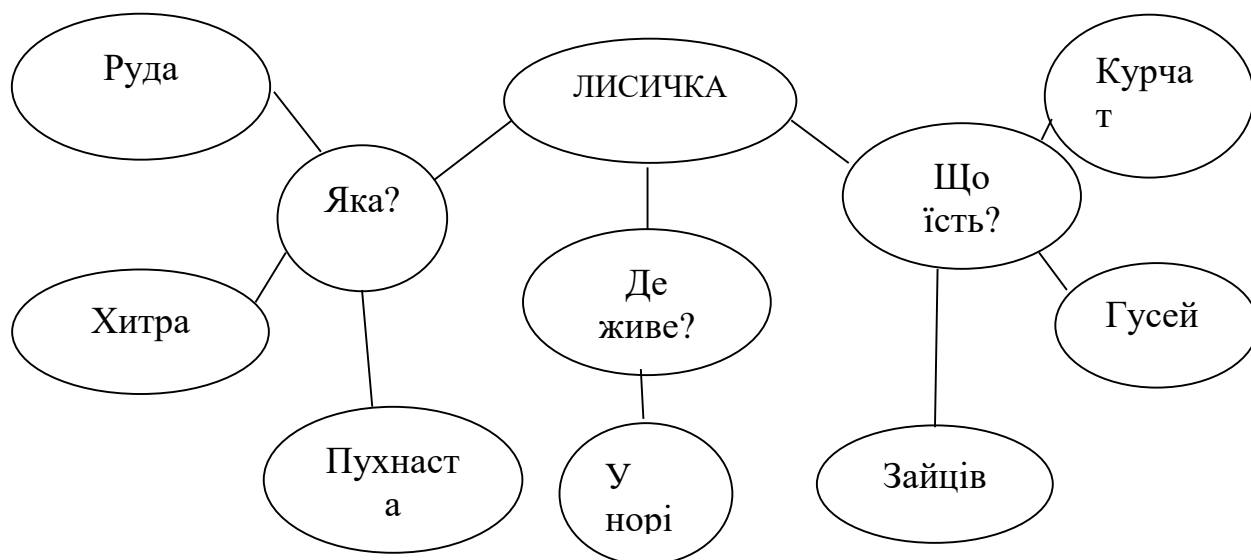 Руда
ЛИСИЧКА
Курча
т
Яка?
Що
їсть?
Хитра
Де
живе?
Гусей
Пухнаст
а
У
норі
Зайців